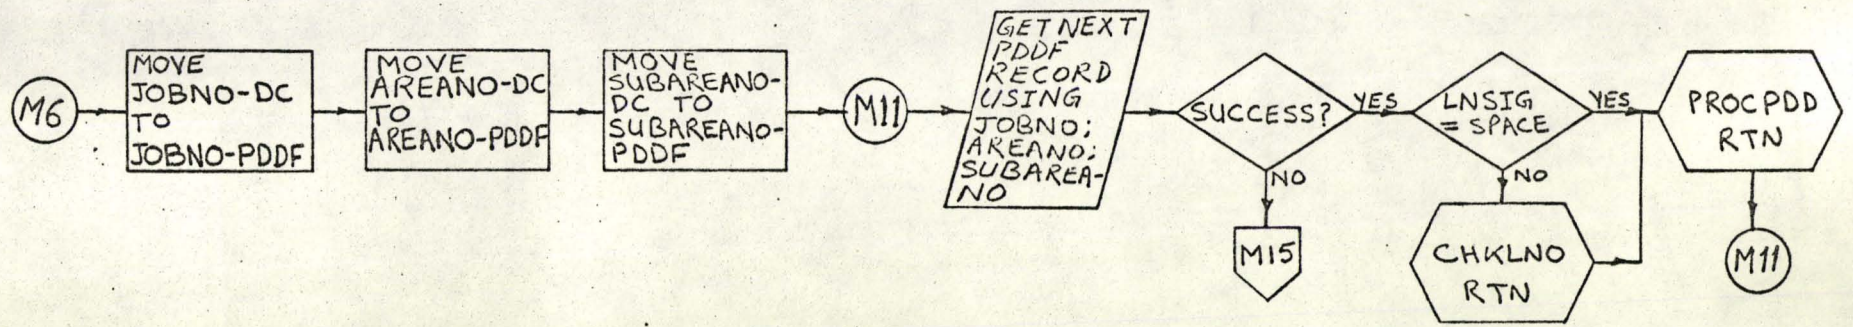 M6
MOVE
JOBNO-DC
TO
JOBNO-PDDF
MOVE
AREANO-DC
TO
AREANO-PDDF
MOVE
SUBAREANO-
DC TO
SUBAREANO-
PDDF
M11
GET NEXT
PDDF
RECORD
USING
JOBNO;
AREANO;
SUBAREA-
NO
SUCCESS?
YES
NO
M15
LNSIG
= SPACE
YES
NO
CHKLNO
RTN
PROCPDD
RTN
M11